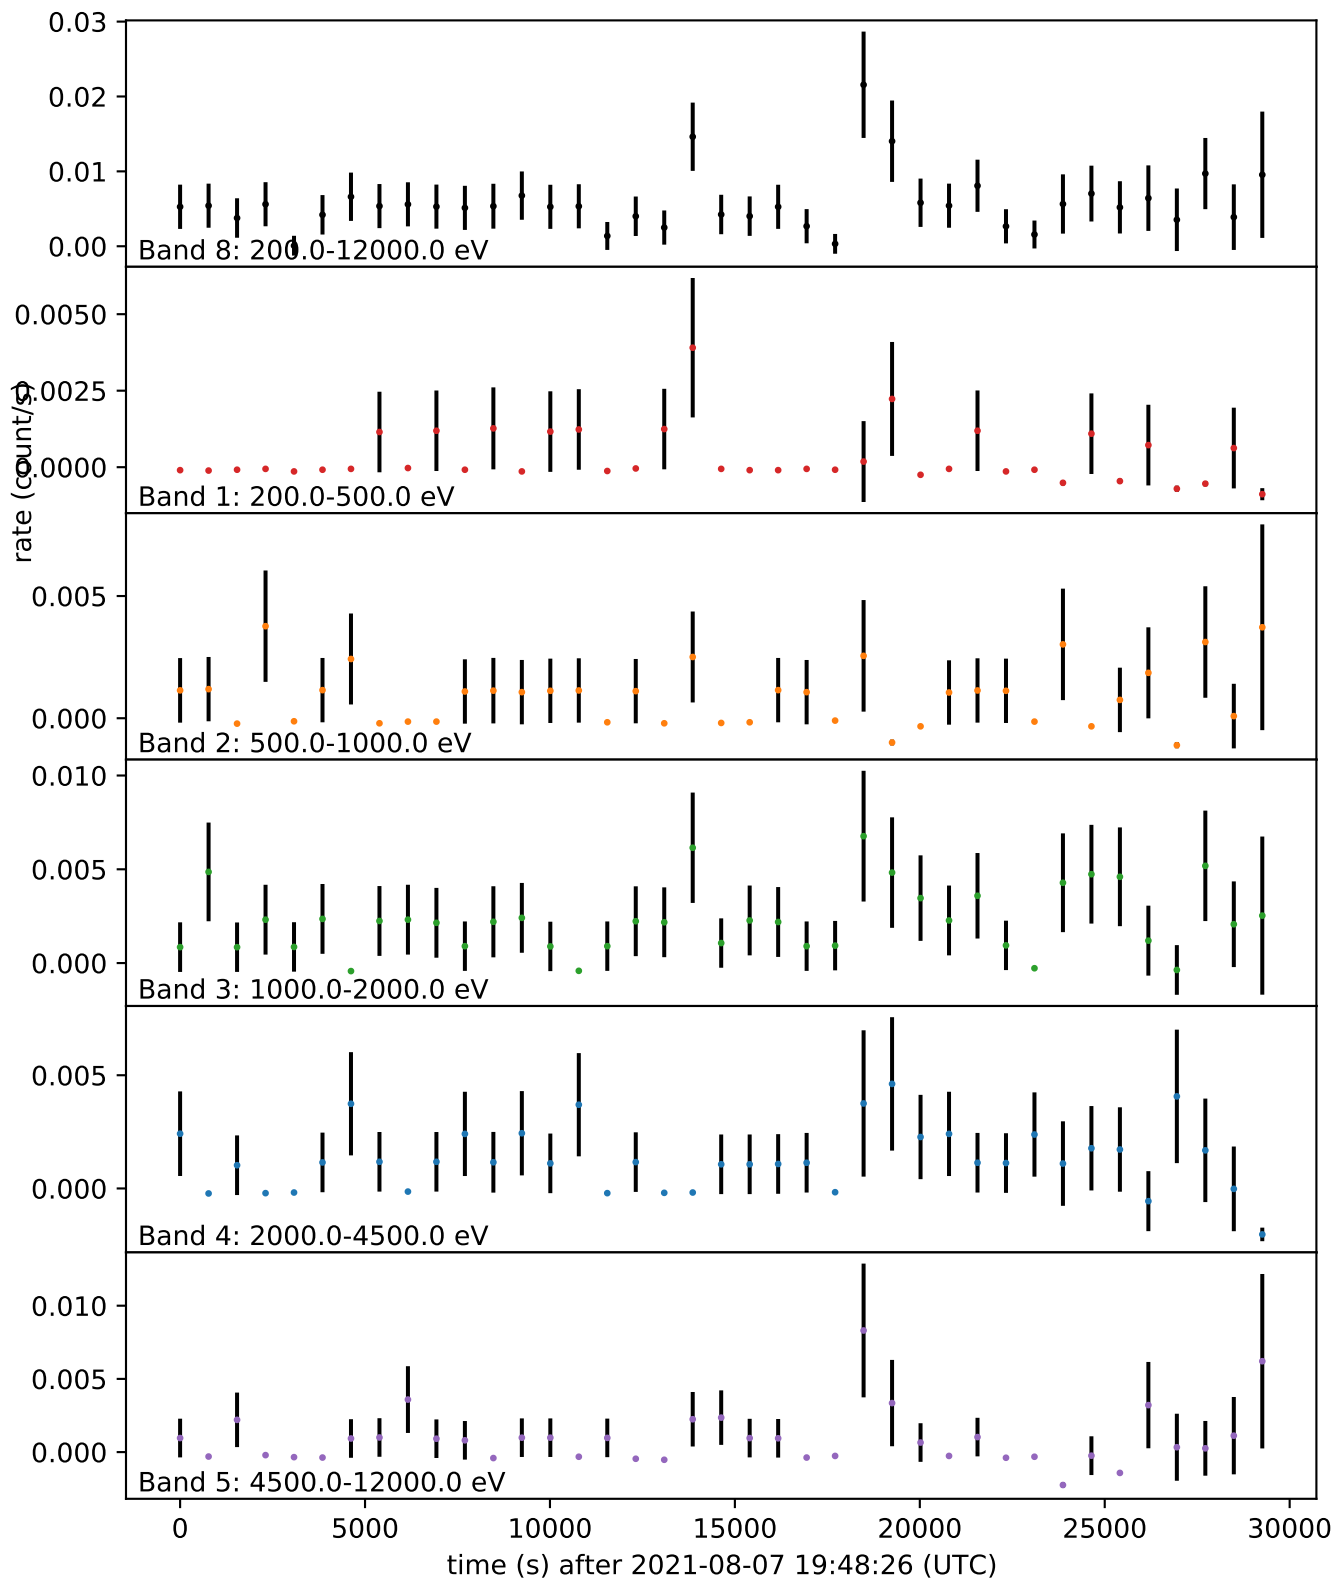 0.03
0.02
0.01
0.00
Band 8: 200.0-12000.0 eV
0.0050
0.0025
0.0000
rate (count/s)
Band 1: 200.0-500.0 eV
0.005
0.000
Band 2: 500.0-1000.0 eV
0.010
0.005
0.000
Band 3: 1000.0-2000.0 eV
0.005
0.000
Band 4: 2000.0-4500.0 eV
0.010
0.005
0.000
Band 5: 4500.0-12000.0 eV
0 5000 10000 15000 20000 25000 30000
time (s) after 2021-08-07 19:48:26 (UTC)